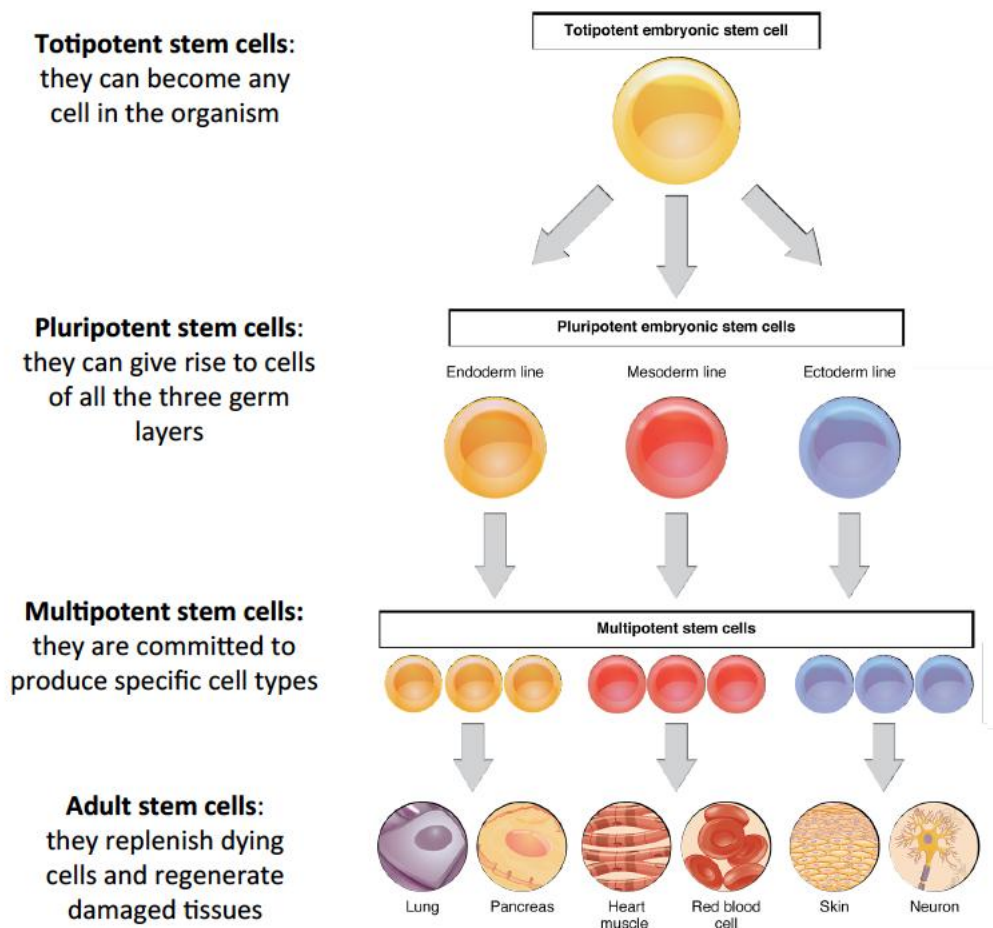 Totipotent stem cells:
they can become any
cell in the organism
Totipotent embryonic stem cell
Pluripotent stem cells:
they can give rise to cells
of all the three germ
layers
Pluripotent embryonic stem cells
Endoderm line
Mesoderm line
Ectoderm line
Multipotent stem cells:
they are committed to
produce specific cell types
Multipotent stem cells
Adult stem cells:
they replenish dying
cells and regenerate
damaged tissues
Lung
Pancreas
Heart
muscle
Red blood
cell
Skin
Neuron